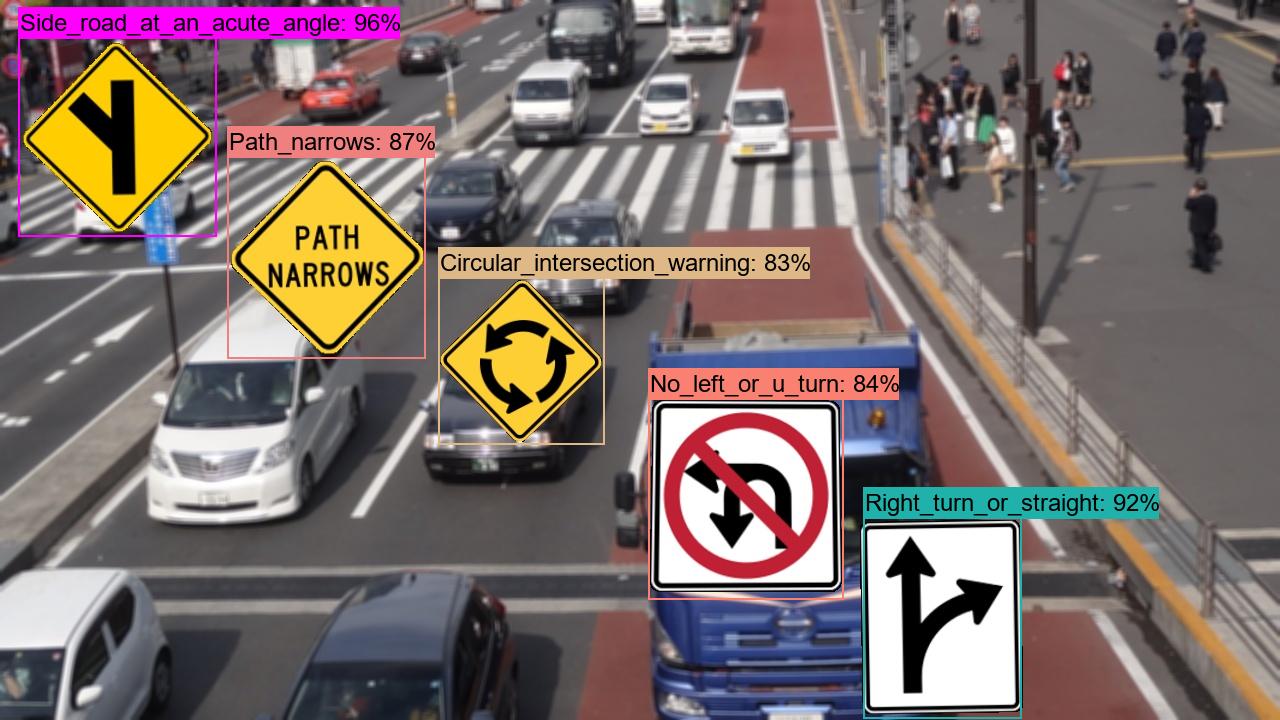 Side_road_at_an_acute_angle: 96%
Path_narrows: 87%
PATH
NARROWS
Circular_intersection_warning: 83%
No_left_or_u_turn: 84%
Right_turn_or_straight: 92%